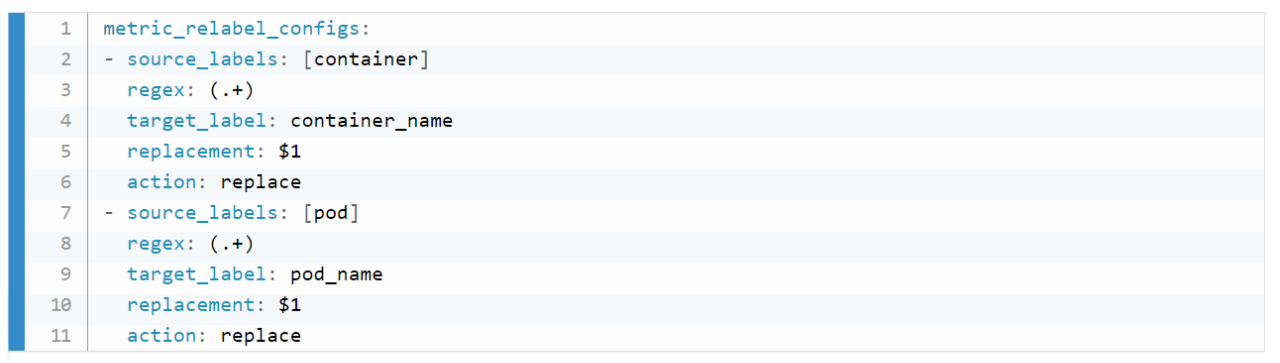 1 metric_relabel_configs:
2 - source_labels: [container]
3   regex: (.+)
4   target_label: container_name
5   replacement: $1
6   action: replace
7 - source_labels: [pod]
8   regex: (.+)
9   target_label: pod_name
10   replacement: $1
11   action: replace